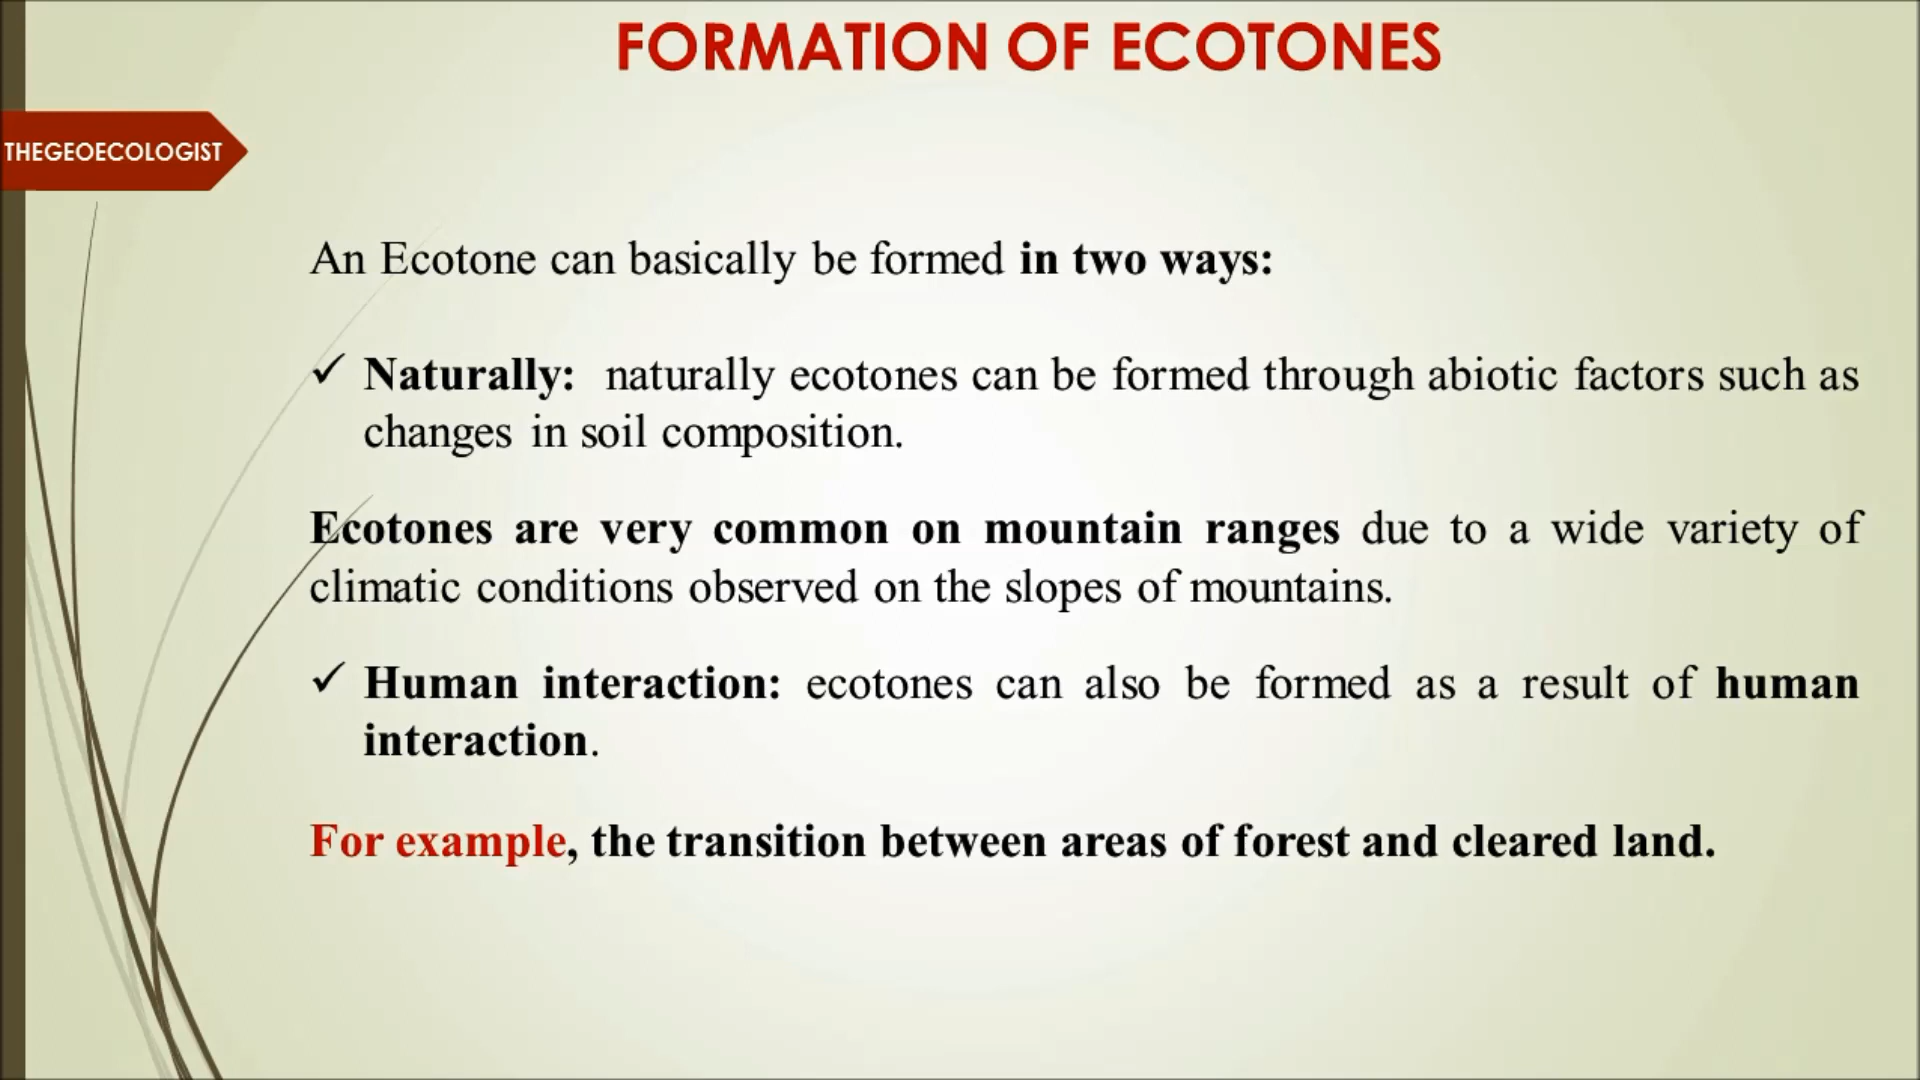 FORMATION OF ECOTONES
THEGEOECOLOGIST
An Ecotone can basically be formed in two ways:
✓ Naturally: naturally ecotones can be formed through abiotic factors such as
changes in soil composition.
Ecotones are very common on mountain ranges due to a wide variety of
climatic conditions observed on the slopes of mountains.
✓ Human interaction: ecotones can also be formed as a result of human
interaction.
For example, the transition between areas of forest and cleared land.